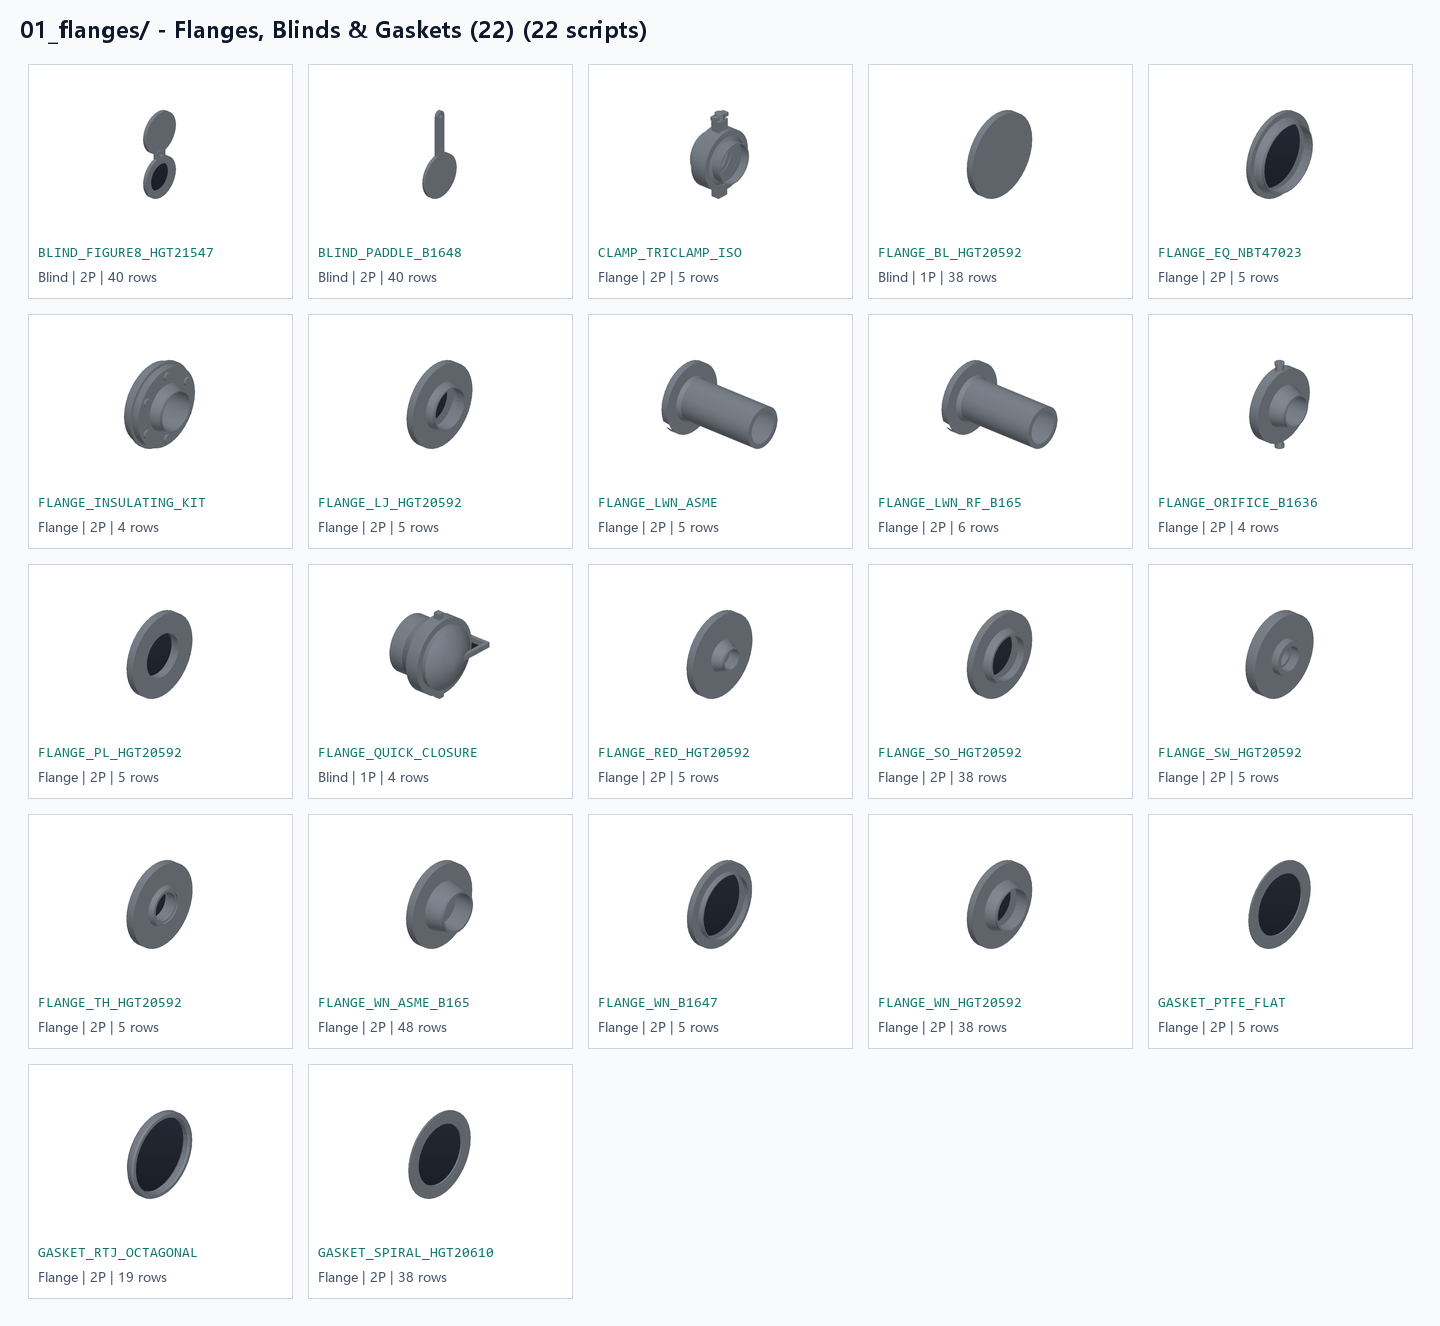 01_flanges/ - Flanges, Blinds & Gaskets (22) (22 scripts)
BLIND_FIGURE8_HGT21547
Blind | 2P | 40 rows
BLIND_PADDLE_B1648
Blind | 2P | 40 rows
CLAMP_TRICLAMP_ISO
Flange | 2P | 5 rows
FLANGE_BL_HGT20592
Blind | 1P | 38 rows
FLANGE_EQ_NBT47023
Flange | 2P | 5 rows
FLANGE_INSULATING_KIT
Flange | 2P | 4 rows
FLANGE_LJ_HGT20592
Flange | 2P | 5 rows
FLANGE_LWN_ASME
Flange | 2P | 5 rows
FLANGE_LWN_RF_B165
Flange | 2P | 6 rows
FLANGE_ORIFICE_B1636
Flange | 2P | 4 rows
FLANGE_PL_HGT20592
Flange | 2P | 5 rows
FLANGE_QUICK_CLOSURE
Blind | 1P | 4 rows
FLANGE_RED_HGT20592
Flange | 2P | 5 rows
FLANGE_SO_HGT20592
Flange | 2P | 38 rows
FLANGE_SW_HGT20592
Flange | 2P | 5 rows
FLANGE_TH_HGT20592
Flange | 2P | 5 rows
FLANGE_WN_ASME_B165
Flange | 2P | 48 rows
FLANGE_WN_B1647
Flange | 2P | 5 rows
FLANGE_WN_HGT20592
Flange | 2P | 38 rows
GASKET_PTFE_FLAT
Flange | 2P | 5 rows
GASKET_RTJ_OCTAGONAL
Flange | 2P | 19 rows
GASKET_SPIRAL_HGT20610
Flange | 2P | 38 rows